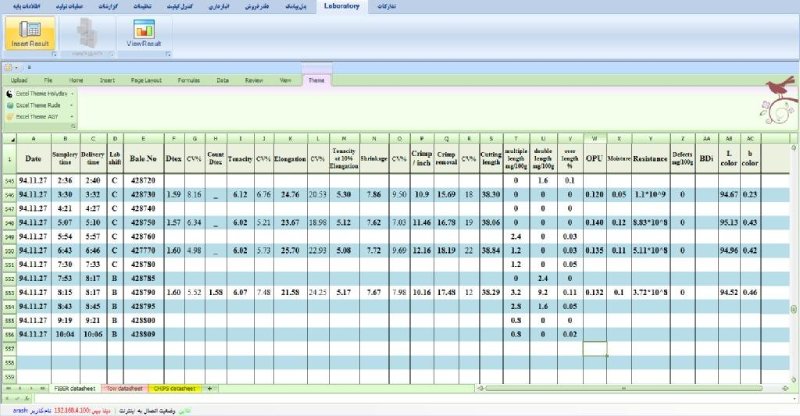 اطلاعات پایه عملیات تولید گزارشات تنظیمات کنترل کیفیت انبار داری دفتر فروش Laboratory تدارکات
Insert Result ViewResult
Upload File Home Insert Page Layout Formulas Data Review View Theme
Excel Theme Holyday
Excel Theme Rude
Excel Theme AGY
A B C D E F G H I J K L M N O P Q R S T U V W X Y Z AA AB AC
1 Date Samplery time Delivery time Lab shift Bale No Dtex CV% Count Dtex Tenacity CV% Elongation CV% Tenacity at 10% Elongation Shrinkage CV% Crimp / inch Crimp removal CV% Cutting length multiple length mg/100g double length mg/100g over length % OPU Moisture Resistance Defects mg/100g BDi L color b color
545 94.11.27 2:36 2:40 C 428720 0 1.6 0.1
546 94.11.27 3:30 3:32 C 428730 1.59 8.16 _ 6.12 6.76 24.76 20.53 5.30 7.86 9.50 10.9 15.69 18 38.30 0 0 0 0.120 0.05 1.1*10^9 0 94.67 0.23
547 94.11.27 4:21 4:27 C 428740 0 0 0
548 94.11.27 5:07 5:10 C 428750 1.57 6.34 _ 6.02 5.21 23.67 18.98 5.12 7.62 7.03 11.46 16.78 19 38.06 0 0 0 0.140 0.12 8.83*10^8 0 95.13 0.43
549 94.11.27 5:54 5:57 C 428760 2.4 0 0.03
550 94.11.27 6:43 6:46 C 427770 1.60 4.98 _ 6.02 5.73 25.70 22.93 5.08 7.72 9.69 12.16 18.19 22 38.84 1.2 0 0.03 0.135 0.11 5.11*10^8 0 94.96 0.42
551 94.11.27 7:30 7:33 C 428780 1.2 0 0.05
552 94.11.27 7:53 8:17 B 428785 0 2.4 0
553 94.11.27 8:15 8:17 B 428790 1.60 5.52 1.58 6.07 7.48 21.58 24.25 5.17 7.67 7.98 10.16 17.48 12 38.29 3.2 9.2 0.11 0.132 0.1 3.72*10^8 0 94.52 0.46
554 94.11.27 8:43 8:45 B 428795 2.8 1.6 0.05
555 94.11.27 9:19 9:21 B 428800 0.8 0 0
556 94.11.27 10:04 10:06 B 428809 0.8 0 0.02
557
558
559
FIBER datasheet Tow datasheet CHIPS datasheet
arash نام کاربر 192.168.4.100 دیتا بیس وضعیت اتصال به اینترنت